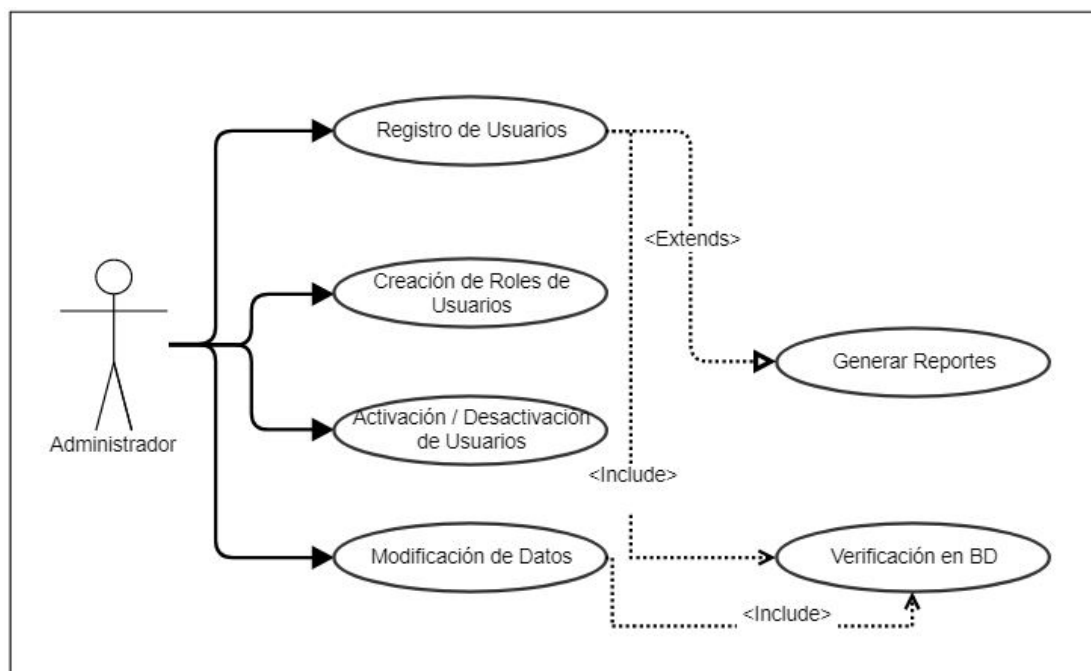 Registro de Usuarios
<Extends>
Creación de Roles de
Usuarios
Generar Reportes
Activación / Desactivación
de Usuarios
Administrador
<Include>
Modificación de Datos
Verificación en BD
<Include>